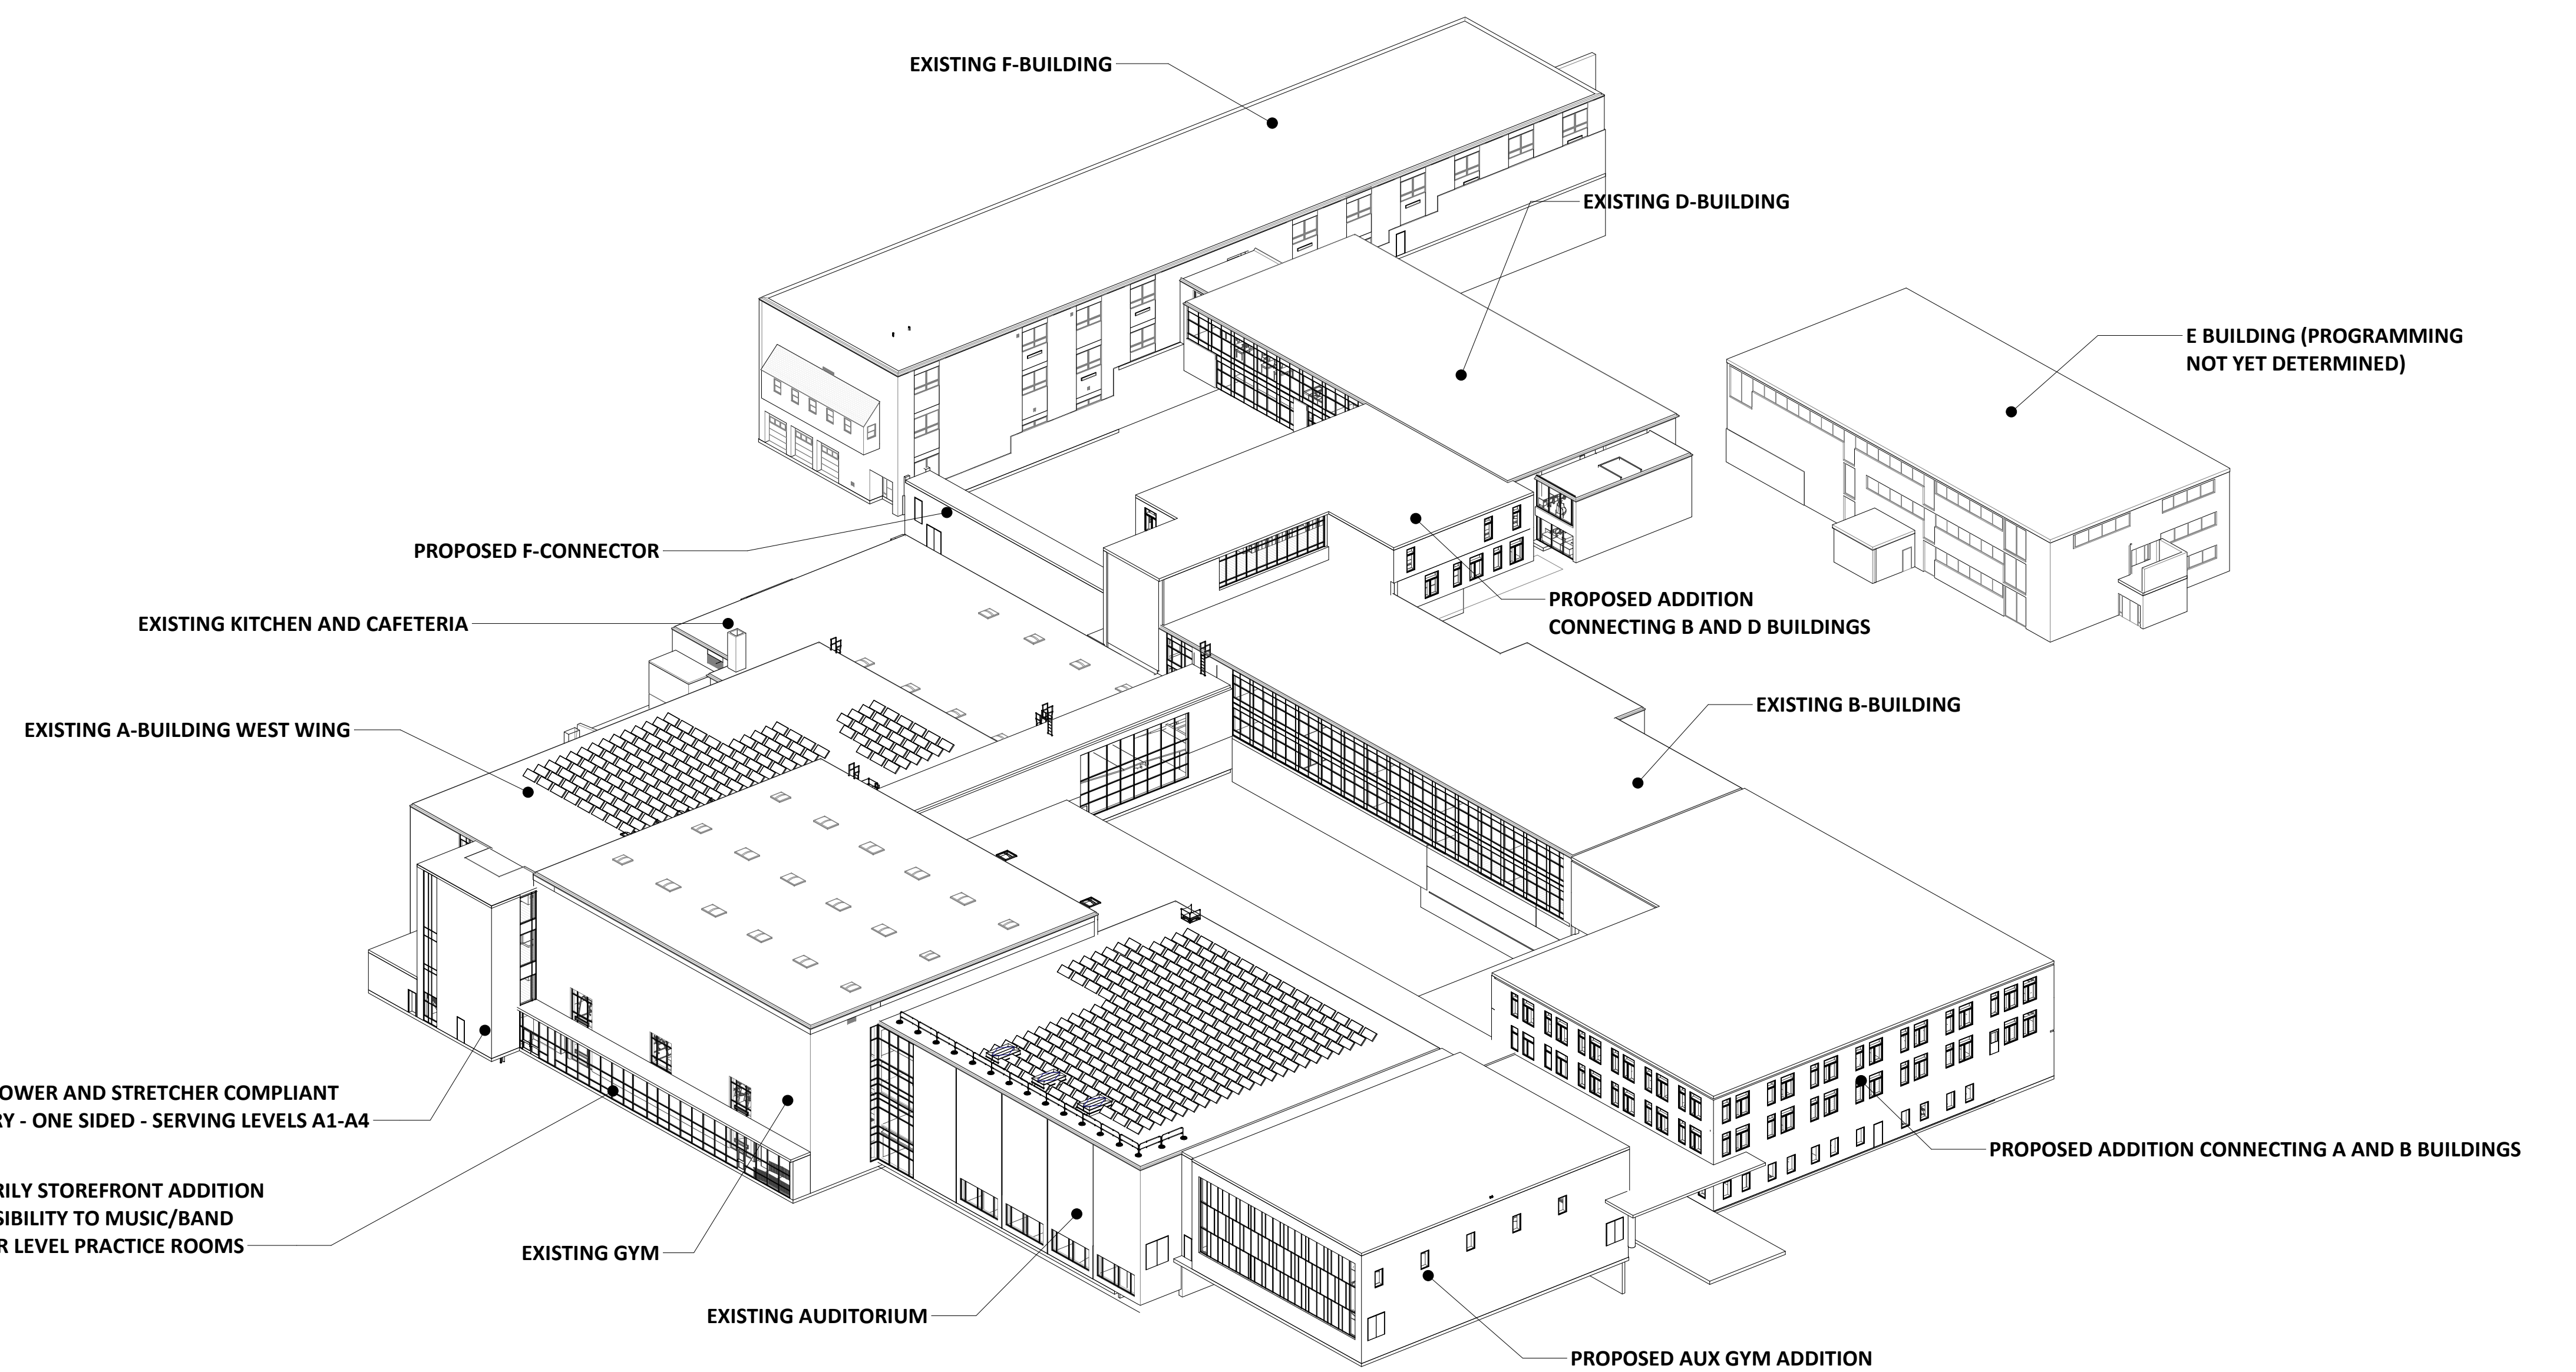 EXISTING F-BUILDING
EXISTING D-BUILDING
E BUILDING (PROGRAMMING
NOT YET DETERMINED)
PROPOSED F-CONNECTOR
EXISTING KITCHEN AND CAFETERIA
PROPOSED ADDITION
CONNECTING B AND D BUILDINGS
EXISTING A-BUILDING WEST WING
EXISTING B-BUILDING
OWER AND STRETCHER COMPLIANT
RY - ONE SIDED - SERVING LEVELS A1-A4
PROPOSED ADDITION CONNECTING A AND B BUILDINGS
RILY STOREFRONT ADDITION
SIBILITY TO MUSIC/BAND
R LEVEL PRACTICE ROOMS
EXISTING GYM
EXISTING AUDITORIUM
PROPOSED AUX GYM ADDITION